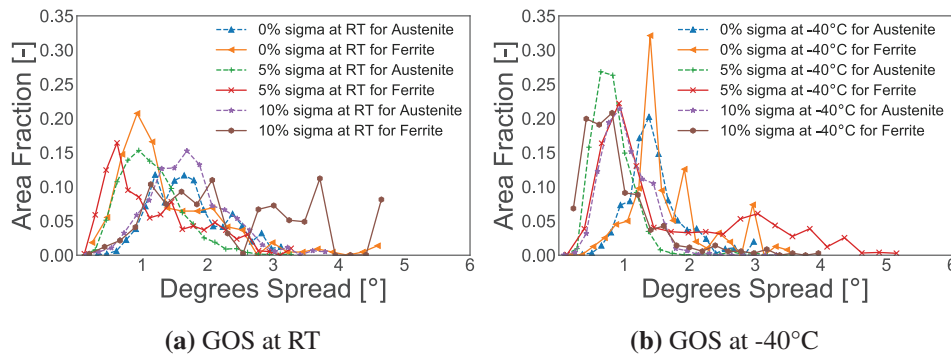 0.35
0.30
0.25
0.20
0.15
0.10
0.05
0.00
Area Fraction [-]
0% sigma at RT for Austenite
0% sigma at RT for Ferrite
5% sigma at RT for Austenite
5% sigma at RT for Ferrite
10% sigma at RT for Austenite
10% sigma at RT for Ferrite
1 2 3 4 5 6
Degrees Spread [°]
(a) GOS at RT
0.35
0.30
0.25
0.20
0.15
0.10
0.05
0.00
Area Fraction [-]
0% sigma at -40°C for Austenite
0% sigma at -40°C for Ferrite
5% sigma at -40°C for Austenite
5% sigma at -40°C for Ferrite
10% sigma at -40°C for Austenite
10% sigma at -40°C for Ferrite
1 2 3 4 5 6
Degrees Spread [°]
(b) GOS at -40°C